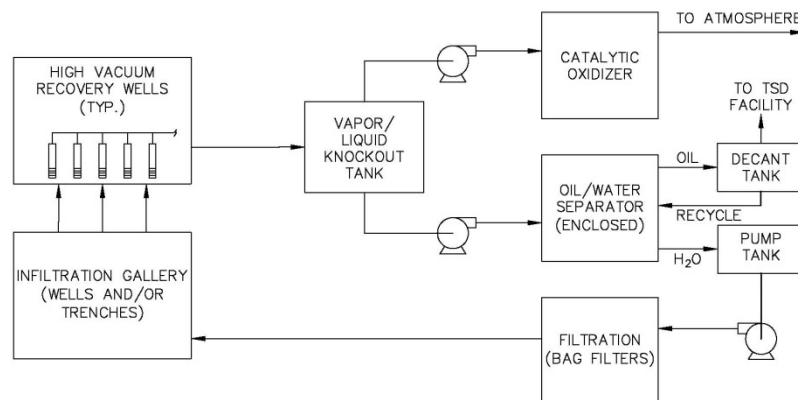 HIGH VACUUM
RECOVERY WELLS
(TYP.)
VAPOR/
LIQUID
KNOCKOUT
TANK
CATALYTIC
OXIDIZER
TO ATMOSPHERE
TO TSD
FACILITY
OIL/WATER
SEPARATOR
(ENCLOSED)
OIL
DECANT
TANK
RECYCLE
H₂O
PUMP
TANK
INFILTRATION GALLERY
(WELLS AND/OR
TRENCHES)
FILTRATION
(BAG FILTERS)